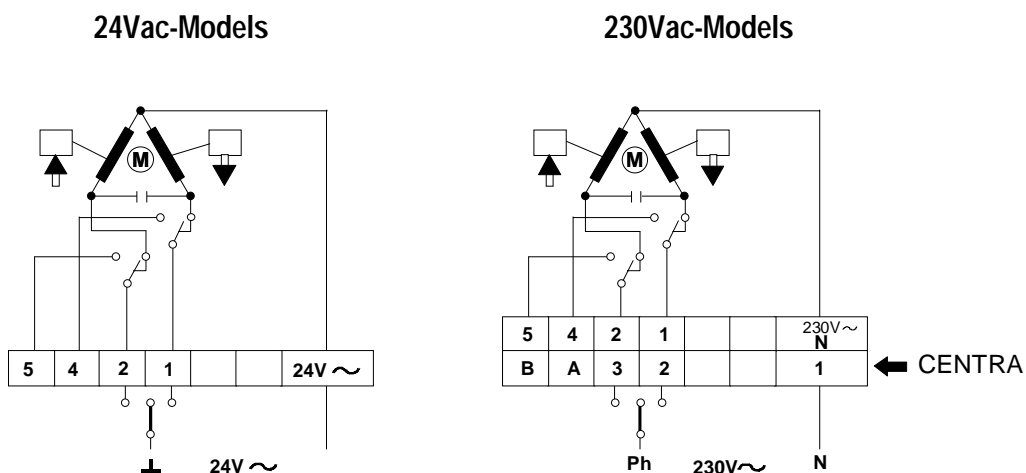 24Vac-Models
230Vac-Models
M
M
5 4 2 1 24V ~
24V ~
5 4 2 1 230V~ N
B A 3 2 1
CENTRA
Ph 230V~ N